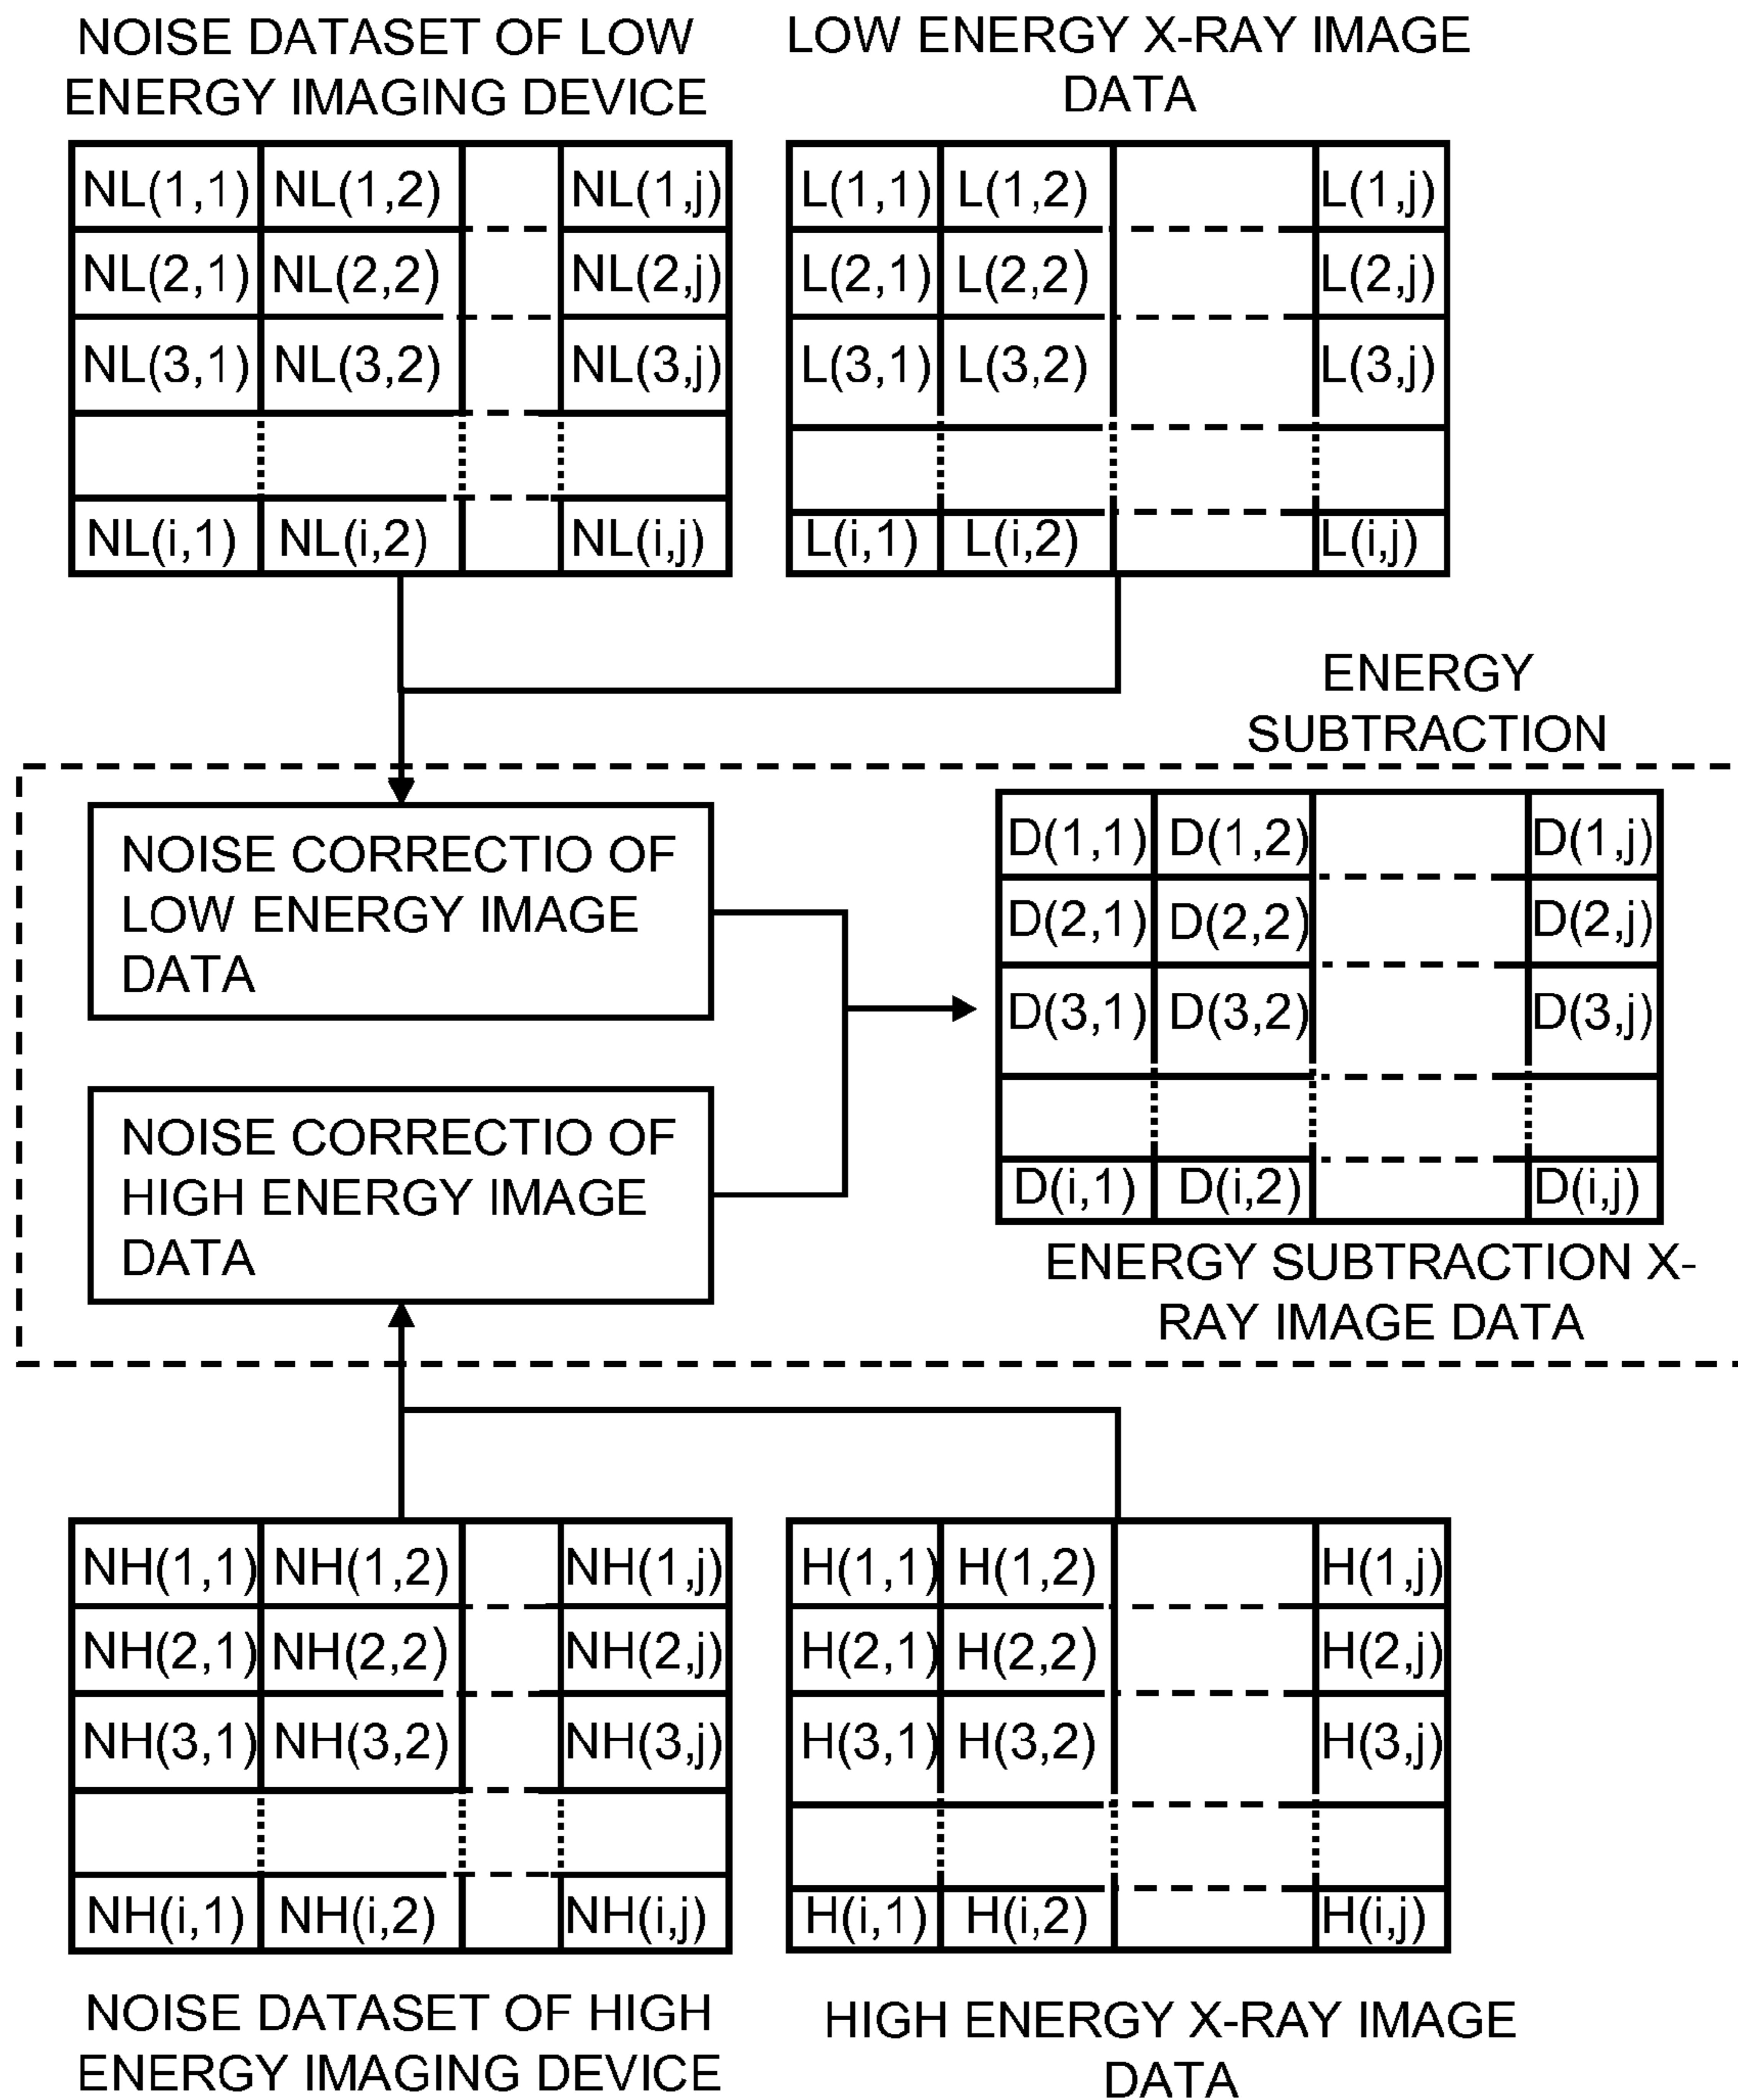 NOISE DATASET OF LOW
ENERGY IMAGING DEVICE
LOW ENERGY X-RAY IMAGE
DATA
NL(1,1) NL(1,2) NL(1,j)
NL(2,1) NL(2,2) NL(2,j)
NL(3,1) NL(3,2) NL(3,j)
NL(i,1) NL(i,2) NL(i,j)
L(1,1) L(1,2) L(1,j)
L(2,1) L(2,2) L(2,j)
L(3,1) L(3,2) L(3,j)
L(i,1) L(i,2) L(i,j)
ENERGY
SUBTRACTION
NOISE CORRECTIO OF
LOW ENERGY IMAGE
DATA
NOISE CORRECTIO OF
HIGH ENERGY IMAGE
DATA
D(1,1) D(1,2) D(1,j)
D(2,1) D(2,2) D(2,j)
D(3,1) D(3,2) D(3,j)
D(i,1) D(i,2) D(i,j)
ENERGY SUBTRACTION X-
RAY IMAGE DATA
NH(1,1) NH(1,2) NH(1,j)
NH(2,1) NH(2,2) NH(2,j)
NH(3,1) NH(3,2) NH(3,j)
NH(i,1) NH(i,2) NH(i,j)
H(1,1) H(1,2) H(1,j)
H(2,1) H(2,2) H(2,j)
H(3,1) H(3,2) H(3,j)
H(i,1) H(i,2) H(i,j)
NOISE DATASET OF HIGH
ENERGY IMAGING DEVICE
HIGH ENERGY X-RAY IMAGE
DATA